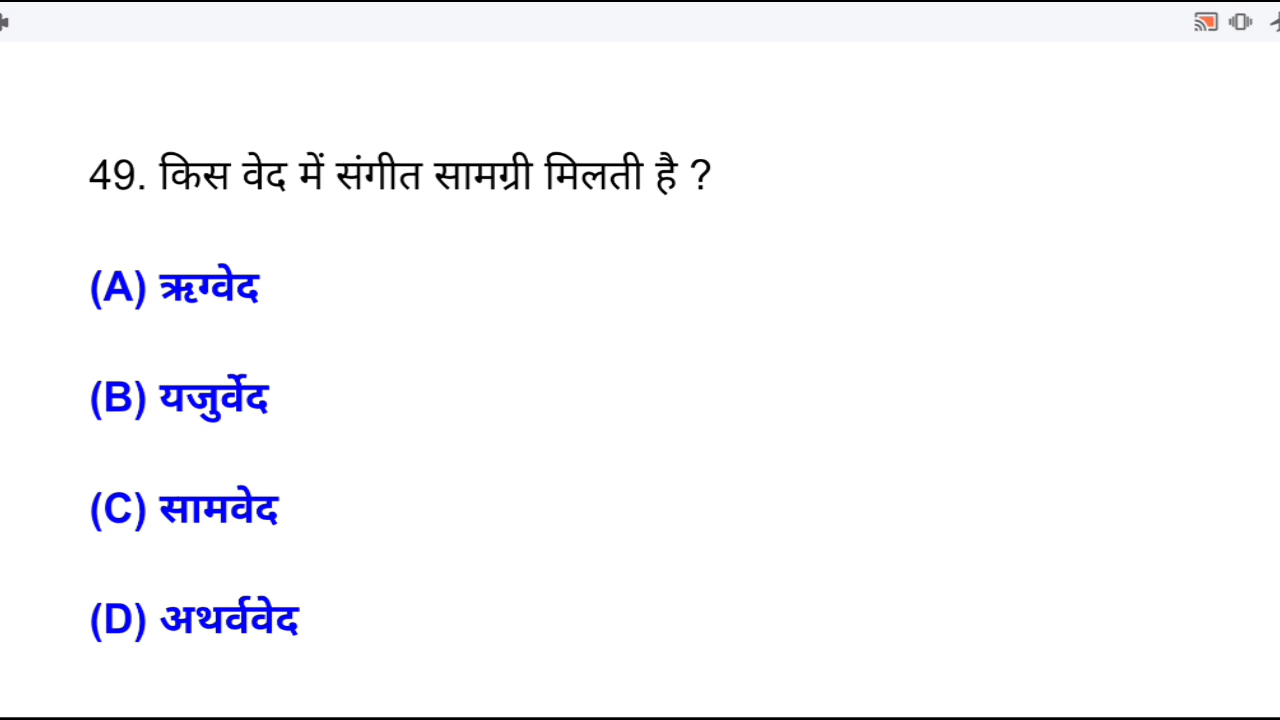 49. किस वेद में संगीत सामग्री मिलती है ?
(A) ऋग्वेद
(B) यजुर्वेद
(C) सामवेद
(D) अथर्ववेद